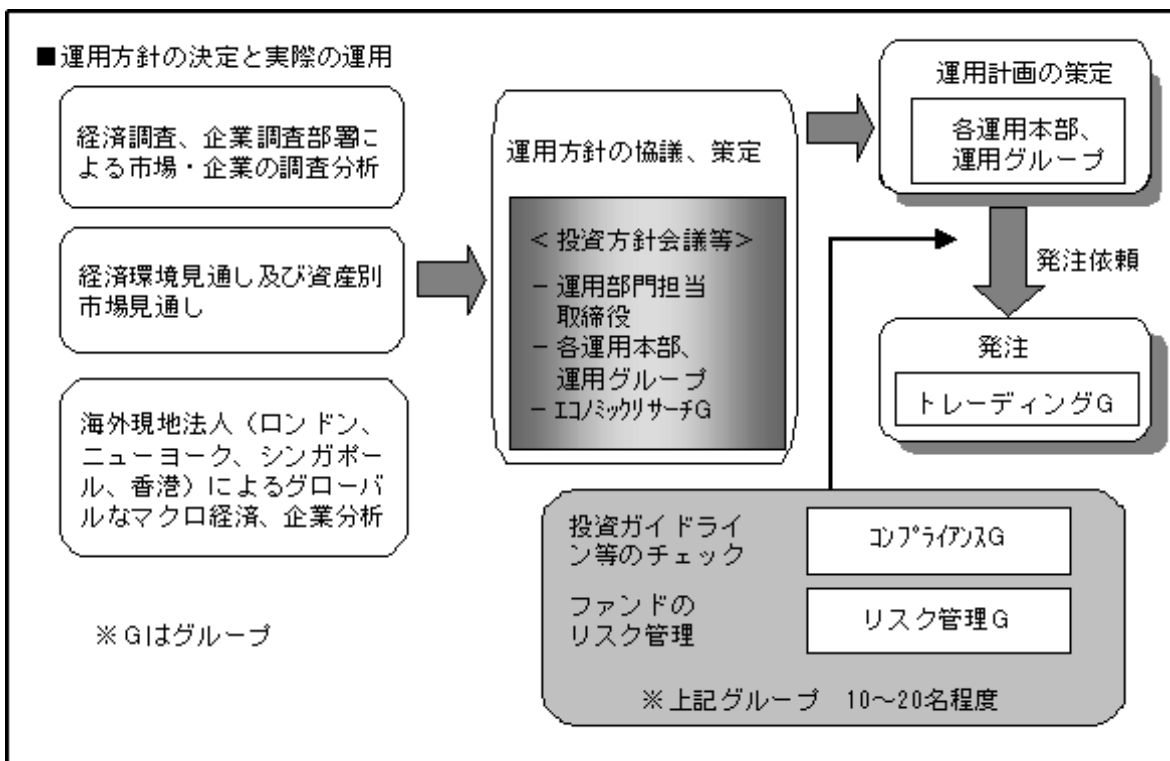 ■運用方針の決定と実際の運用
経済調査、企業調査部署に
よる市場・企業の調査分析
経済環境見通し及び資産別
市場見通し
海外現地法人（ロンドン、
ニューヨーク、シンガポー
ル、香港）によるグローバ
ルなマクロ経済、企業分析
※Gはグループ
運用方針の協議、策定
＜投資方針会議等＞
－運用部門担当
取締役
－各運用本部、
運用グループ
－ｴｺﾉﾐｯｸﾘｻｰﾁG
運用計画の策定
各運用本部、
運用グループ
発注依頼
発注
トレーディングG
投資ガイドライ
ン等のチェック
ｺﾝﾌﾟﾗｲｱﾝｽG
ファンドの
リスク管理
リスク管理G
※上記グループ　10～20名程度